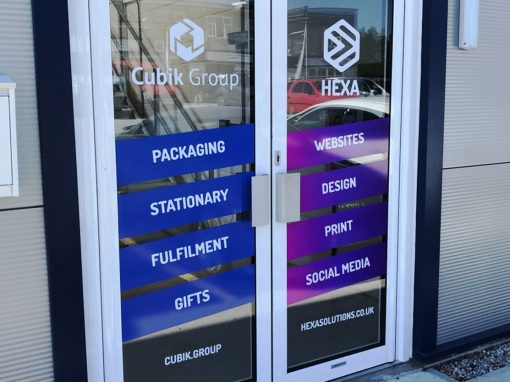 Cubik Group
PACKAGING
STATIONARY
FULFILMENT
GIFTS
CUBIK.GROUP
HEXA
WEBSITES
DESIGN
PRINT
SOCIAL MEDIA
HEXASOLUTIONS.CO.UK